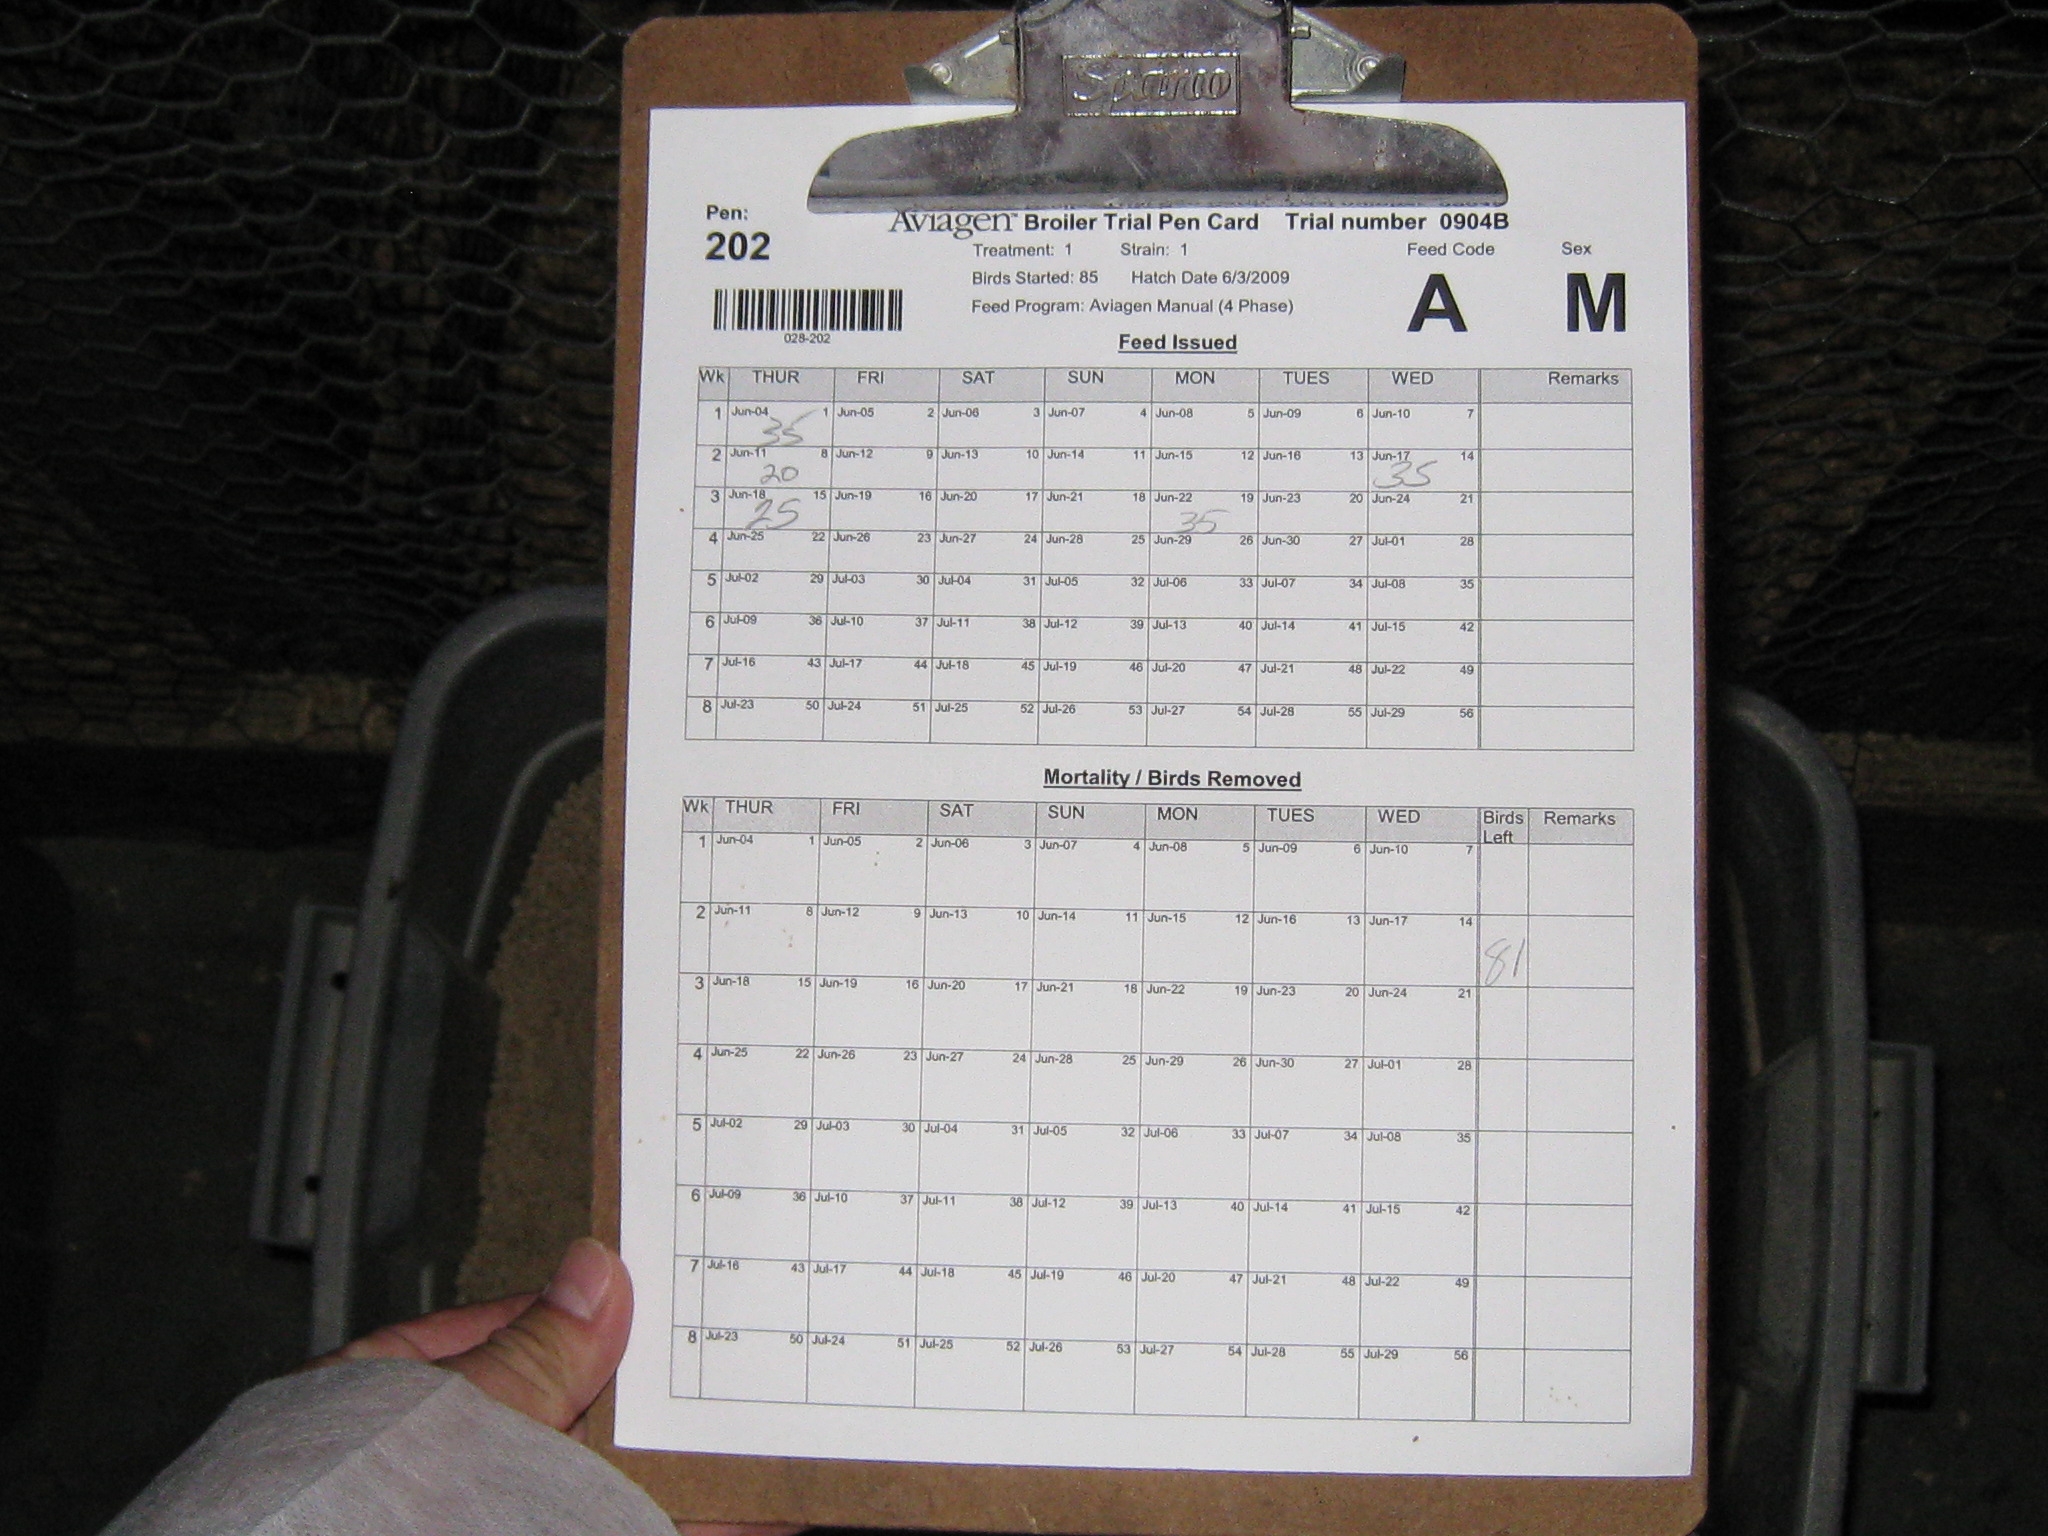 Sparco
Pen:
202
Aviagen™ Broiler Trial Pen Card Trial number 0904B
Treatment: 1 Strain: 1 Feed Code Sex
Birds Started: 85 Hatch Date 6/3/2009
A M
Feed Program: Aviagen Manual (4 Phase)
028-202
Feed Issued
Wk THUR FRI SAT SUN MON TUES WED Remarks
1 Jun-04 1 Jun-05 2 Jun-06 3 Jun-07 4 Jun-08 5 Jun-09 6 Jun-10 7
35
2 Jun-11 8 Jun-12 9 Jun-13 10 Jun-14 11 Jun-15 12 Jun-16 13 Jun-17 14
20 35
3 Jun-18 15 Jun-19 16 Jun-20 17 Jun-21 18 Jun-22 19 Jun-23 20 Jun-24 21
25 35
4 Jun-25 22 Jun-26 23 Jun-27 24 Jun-28 25 Jun-29 26 Jun-30 27 Jul-01 28
5 Jul-02 29 Jul-03 30 Jul-04 31 Jul-05 32 Jul-06 33 Jul-07 34 Jul-08 35
6 Jul-09 36 Jul-10 37 Jul-11 38 Jul-12 39 Jul-13 40 Jul-14 41 Jul-15 42
7 Jul-16 43 Jul-17 44 Jul-18 45 Jul-19 46 Jul-20 47 Jul-21 48 Jul-22 49
8 Jul-23 50 Jul-24 51 Jul-25 52 Jul-26 53 Jul-27 54 Jul-28 55 Jul-29 56
Mortality / Birds Removed
Wk THUR FRI SAT SUN MON TUES WED Birds Left Remarks
1 Jun-04 1 Jun-05 2 Jun-06 3 Jun-07 4 Jun-08 5 Jun-09 6 Jun-10 7
2 Jun-11 8 Jun-12 9 Jun-13 10 Jun-14 11 Jun-15 12 Jun-16 13 Jun-17 14
81
3 Jun-18 15 Jun-19 16 Jun-20 17 Jun-21 18 Jun-22 19 Jun-23 20 Jun-24 21
4 Jun-25 22 Jun-26 23 Jun-27 24 Jun-28 25 Jun-29 26 Jun-30 27 Jul-01 28
5 Jul-02 29 Jul-03 30 Jul-04 31 Jul-05 32 Jul-06 33 Jul-07 34 Jul-08 35
6 Jul-09 36 Jul-10 37 Jul-11 38 Jul-12 39 Jul-13 40 Jul-14 41 Jul-15 42
7 Jul-16 43 Jul-17 44 Jul-18 45 Jul-19 46 Jul-20 47 Jul-21 48 Jul-22 49
8 Jul-23 50 Jul-24 51 Jul-25 52 Jul-26 53 Jul-27 54 Jul-28 55 Jul-29 56